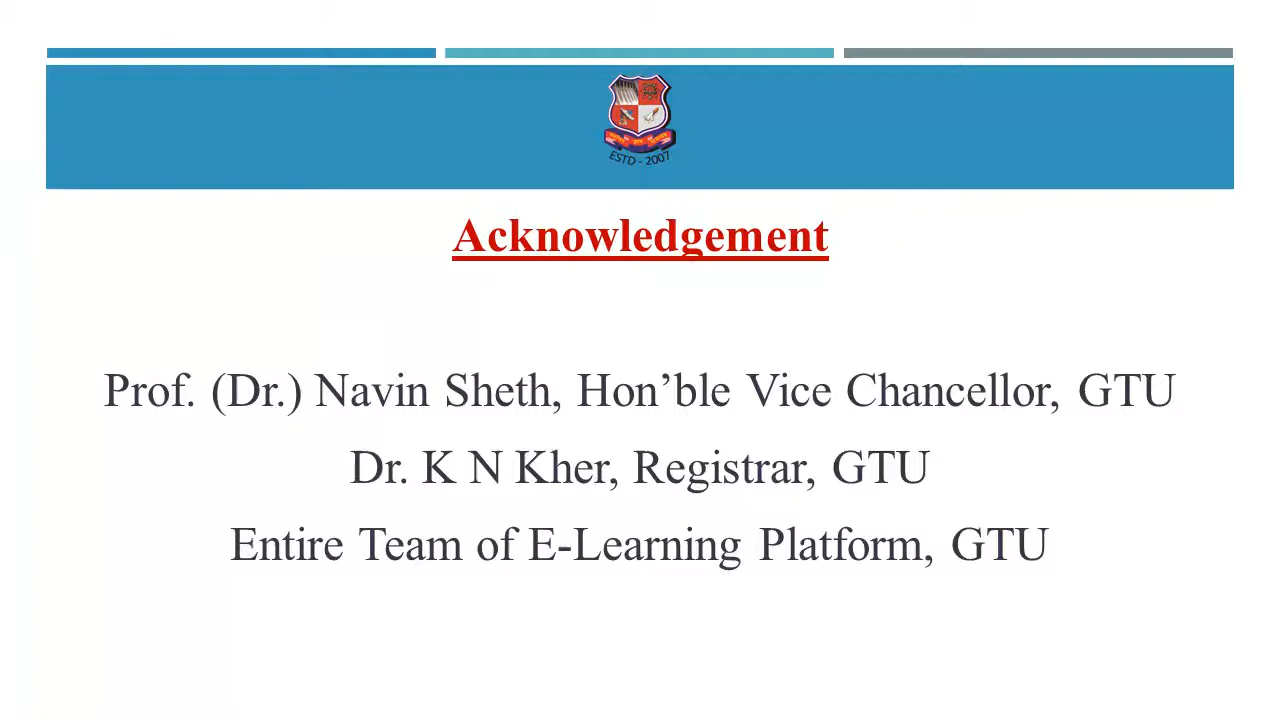 ESTD - 2007
Acknowledgement
Prof. (Dr.) Navin Sheth, Hon’ble Vice Chancellor, GTU
Dr. K N Kher, Registrar, GTU
Entire Team of E-Learning Platform, GTU